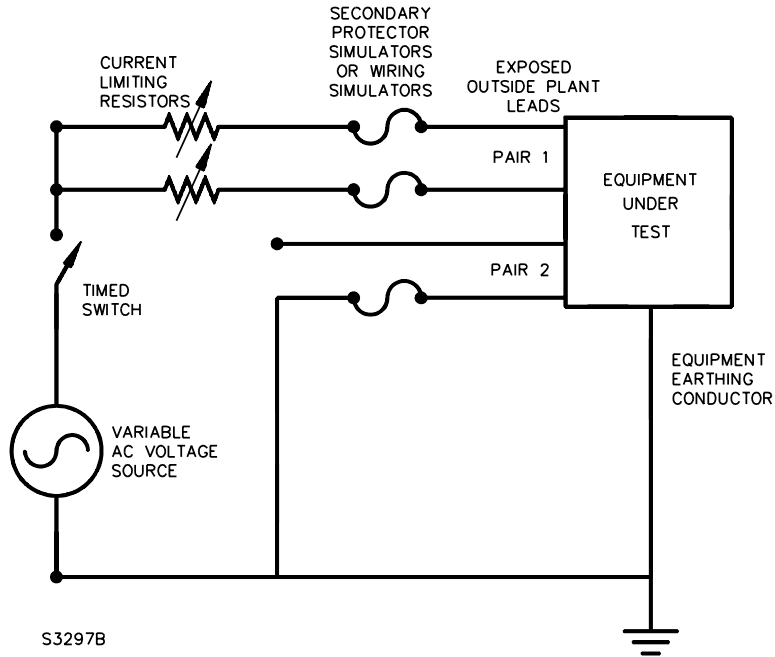 SECONDARY
PROTECTOR
SIMULATORS
OR WIRING
SIMULATORS
CURRENT
LIMITING
RESISTORS
EXPOSED
OUTSIDE PLANT
LEADS
PAIR 1
EQUIPMENT
UNDER
TEST
PAIR 2
TIMED
SWITCH
EQUIPMENT
EARTHING
CONDUCTOR
VARIABLE
AC VOLTAGE
SOURCE
S3297B